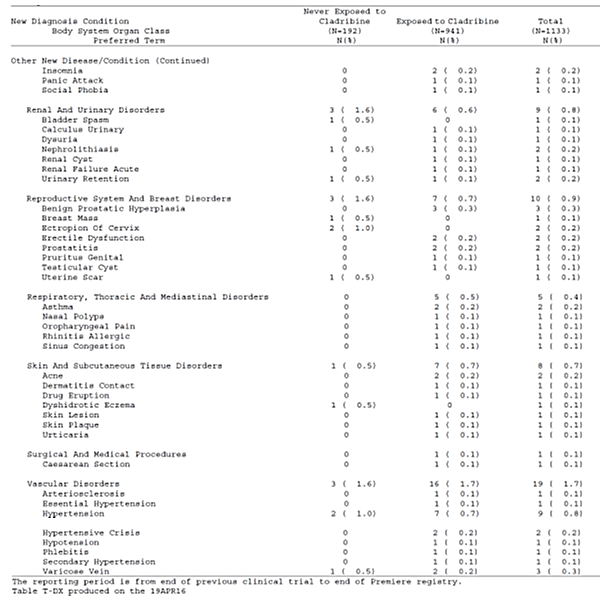 Never Exposed to
New Diagnosis Condition Cladribine Exposed to Cladribine Total
Body System Organ Class (N=192) (N=941) (N=1133)
Preferred Term N(%) N(%) N(%)
Other New Disease/Condition (Continued)
Insomnia 0 2 ( 0.2) 2 ( 0.2)
Panic Attack 0 1 ( 0.1) 1 ( 0.1)
Social Phobia 0 1 ( 0.1) 1 ( 0.1)
Renal And Urinary Disorders 3 ( 1.6) 6 ( 0.6) 9 ( 0.8)
Bladder Spasm 1 ( 0.5) 0 1 ( 0.1)
Calculus Urinary 0 1 ( 0.1) 1 ( 0.1)
Dysuria 0 1 ( 0.1) 1 ( 0.1)
Nephrolithiasis 1 ( 0.5) 1 ( 0.1) 2 ( 0.2)
Renal Cyst 0 1 ( 0.1) 1 ( 0.1)
Renal Failure Acute 0 1 ( 0.1) 1 ( 0.1)
Urinary Retention 1 ( 0.5) 1 ( 0.1) 2 ( 0.2)
Reproductive System And Breast Disorders 3 ( 1.6) 7 ( 0.7) 10 ( 0.9)
Benign Prostatic Hyperplasia 0 3 ( 0.3) 3 ( 0.3)
Breast Mass 1 ( 0.5) 0 1 ( 0.1)
Ectropion Of Cervix 2 ( 1.0) 0 2 ( 0.2)
Erectile Dysfunction 0 2 ( 0.2) 2 ( 0.2)
Prostatitis 0 2 ( 0.2) 2 ( 0.2)
Pruritus Genital 0 1 ( 0.1) 1 ( 0.1)
Testicular Cyst 0 1 ( 0.1) 1 ( 0.1)
Uterine Scar 1 ( 0.5) 0 1 ( 0.1)
Respiratory, Thoracic And Mediastinal Disorders 0 5 ( 0.5) 5 ( 0.4)
Asthma 0 2 ( 0.2) 2 ( 0.2)
Nasal Polyps 0 1 ( 0.1) 1 ( 0.1)
Oropharyngeal Pain 0 1 ( 0.1) 1 ( 0.1)
Rhinitis Allergic 0 1 ( 0.1) 1 ( 0.1)
Sinus Congestion 0 1 ( 0.1) 1 ( 0.1)
Skin And Subcutaneous Tissue Disorders 1 ( 0.5) 7 ( 0.7) 8 ( 0.7)
Acne 0 2 ( 0.2) 2 ( 0.2)
Dermatitis Contact 0 1 ( 0.1) 1 ( 0.1)
Drug Eruption 0 1 ( 0.1) 1 ( 0.1)
Dyshidrotic Eczema 1 ( 0.5) 0 1 ( 0.1)
Skin Lesion 0 1 ( 0.1) 1 ( 0.1)
Skin Plaque 0 1 ( 0.1) 1 ( 0.1)
Urticaria 0 1 ( 0.1) 1 ( 0.1)
Surgical And Medical Procedures 0 1 ( 0.1) 1 ( 0.1)
Caesarean Section 0 1 ( 0.1) 1 ( 0.1)
Vascular Disorders 3 ( 1.6) 16 ( 1.7) 19 ( 1.7)
Arteriosclerosis 0 1 ( 0.1) 1 ( 0.1)
Essential Hypertension 0 1 ( 0.1) 1 ( 0.1)
Hypertension 2 ( 1.0) 7 ( 0.7) 9 ( 0.8)
Hypertensive Crisis 0 2 ( 0.2) 2 ( 0.2)
Hypotension 0 1 ( 0.1) 1 ( 0.1)
Phlebitis 0 1 ( 0.1) 1 ( 0.1)
Secondary Hypertension 0 1 ( 0.1) 1 ( 0.1)
Varicose Vein 1 ( 0.5) 2 ( 0.2) 3 ( 0.3)
The reporting period is from end of previous clinical trial to end of Premiere registry.
Table T-DX produced on the 19APR16